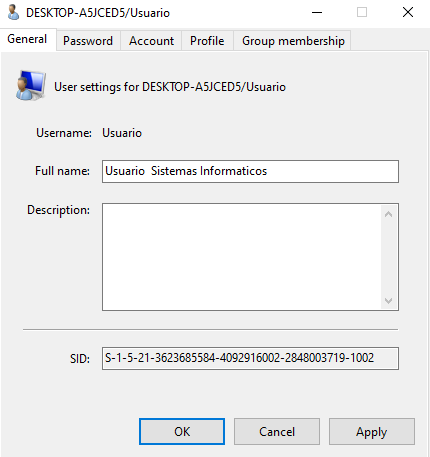 DESKTOP-A5JCED5/Usuario
General Password Account Profile Group membership
User settings for DESKTOP-A5JCED5/Usuario
Username: Usuario
Full name: Usuario  Sistemas Informaticos
Description:
SID: S-1-5-21-3623685584-4092916002-2848003719-1002
OK Cancel Apply